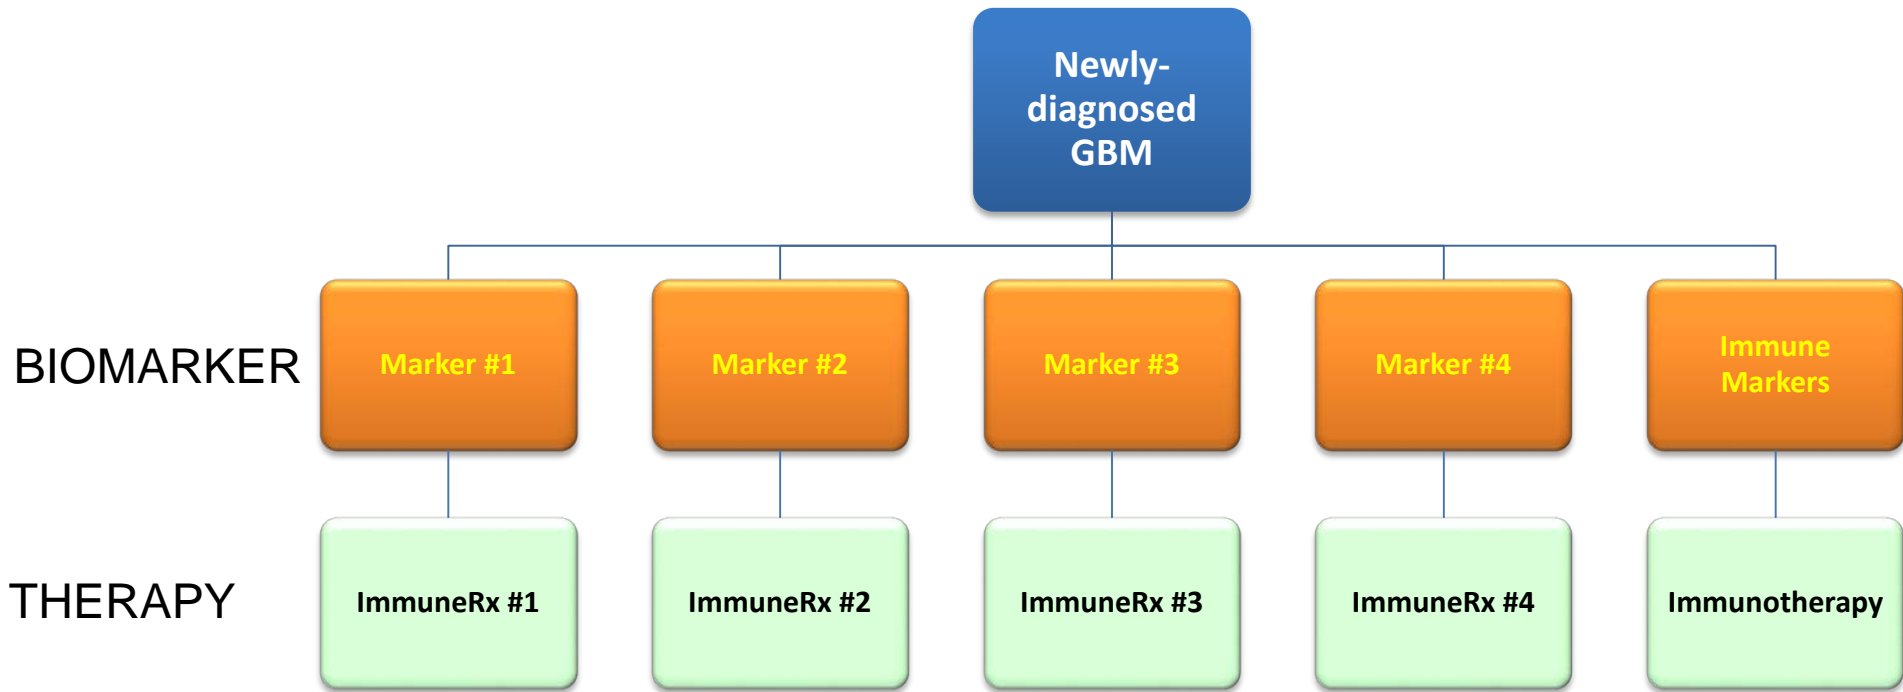 Newly-
diagnosed
GBM
BIOMARKER
Marker #1
Marker #2
Marker #3
Marker #4
Immune
Markers
THERAPY
ImmuneRx #1
ImmuneRx #2
ImmuneRx #3
ImmuneRx #4
Immunotherapy